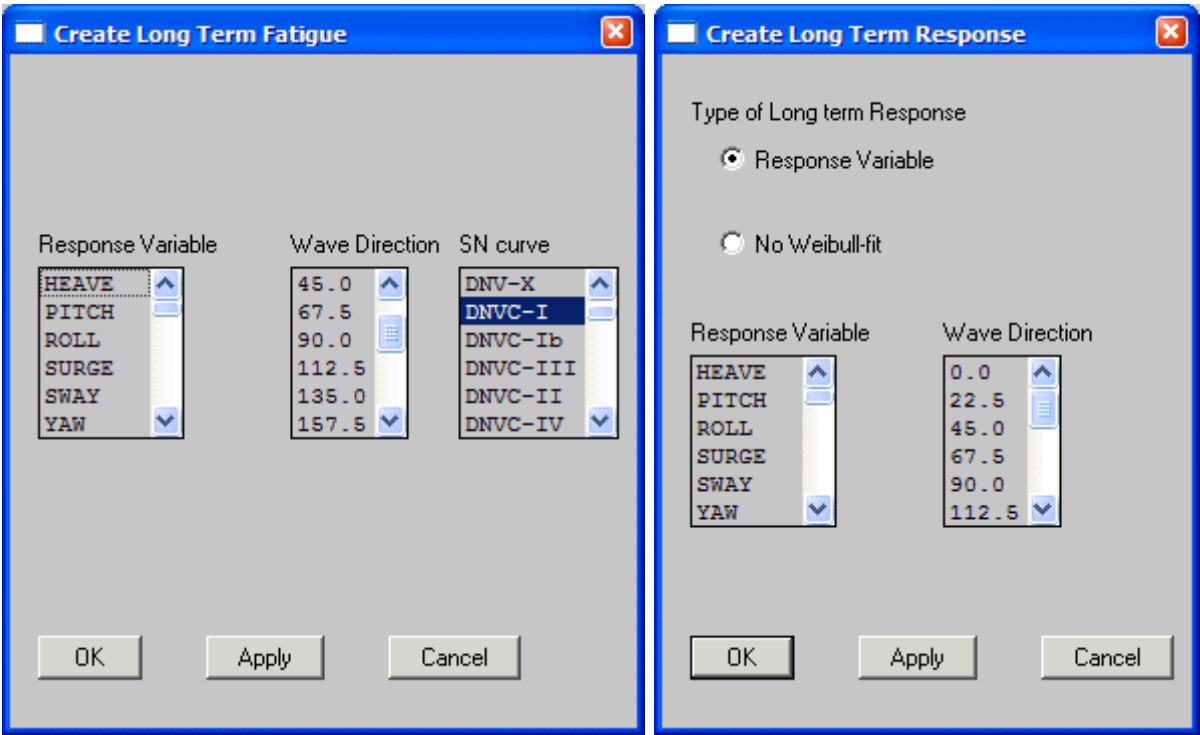 Create Long Term Fatigue
Response Variable Wave Direction SN curve
HEAVE 45.0 DNV-X
PITCH 67.5 DNVC-I
ROLL 90.0 DNVC-Ib
SURGE 112.5 DNVC-III
SWAY 135.0 DNVC-II
YAW 157.5 DNVC-IV
OK Apply Cancel
Create Long Term Response
Type of Long term Response
Response Variable
No Weibull-fit
Response Variable Wave Direction
HEAVE 0.0
PITCH 22.5
ROLL 45.0
SURGE 67.5
SWAY 90.0
YAW 112.5
OK Apply Cancel